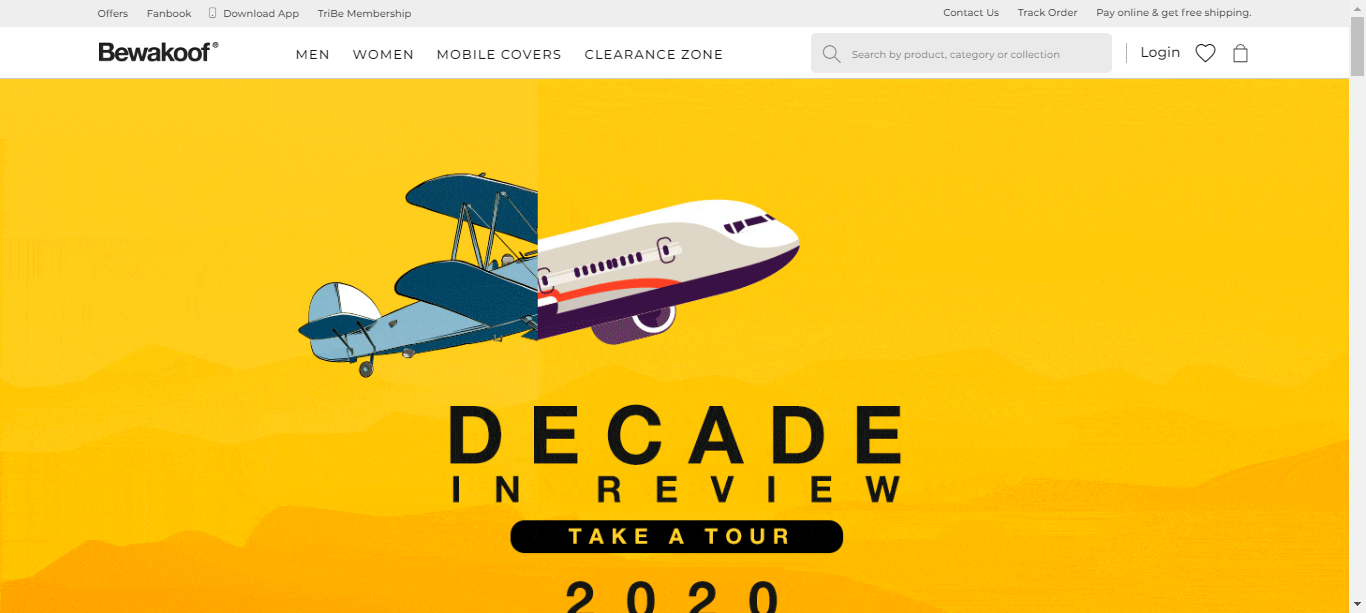 Offers Fanbook Download App TriBe Membership Contact Us Track Order Pay online & get free shipping.
Bewakoof® MEN WOMEN MOBILE COVERS CLEARANCE ZONE Search by product, category or collection Login
DECADE
IN REVIEW
TAKE A TOUR
2020